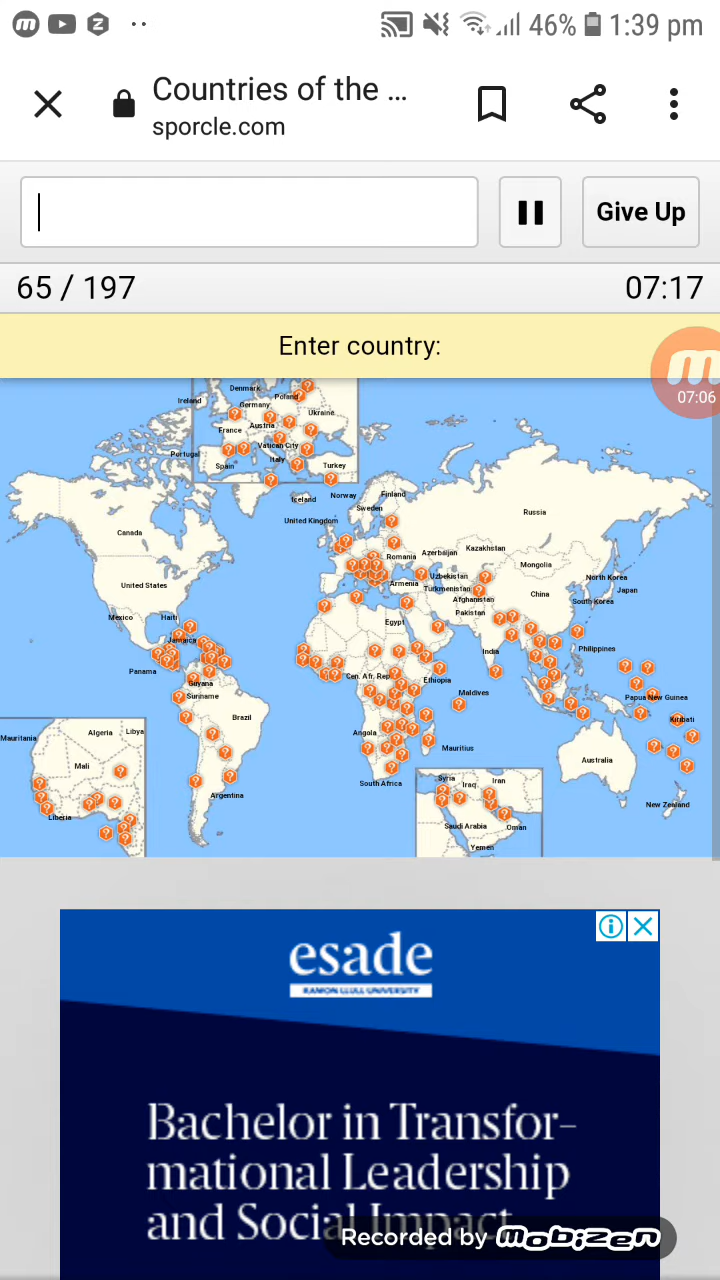 46% 1:39 pm
Countries of the ...
sporcle.com
Give Up
65 / 197
07:17
Enter country:
07:06
Ireland
Denmark
Poland
Germany
Ukraine
France
Austria
Portugal
Vatican City
Spain
Italy
Turkey
Iceland
Norway
Finland
Sweden
Russia
United Kingdom
Canada
Romania
Azerbaijan
Kazakhstan
Mongolia
United States
Armenia
Uzbekistan
Turkmenistan
North Korea
Japan
China
Afghanistan
South Korea
Mexico
Haiti
Egypt
Pakistan
Jamaica
India
Philippines
Panama
Cen. Afr. Rep
Ethiopia
Guyana
Suriname
Maldives
Papua New Guinea
Kiribati
Brazil
Angola
Mauritius
Mauritania
Algeria
Libya
Mali
Australia
South Africa
Syria
Iraq
Iran
Argentina
Liberia
Saudi Arabia
Oman
Yemen
New Zealand
esade
RAMON LLULL UNIVERSITY
Bachelor in Transfor-
mational Leadership
and Social Impact
Recorded by mobizen